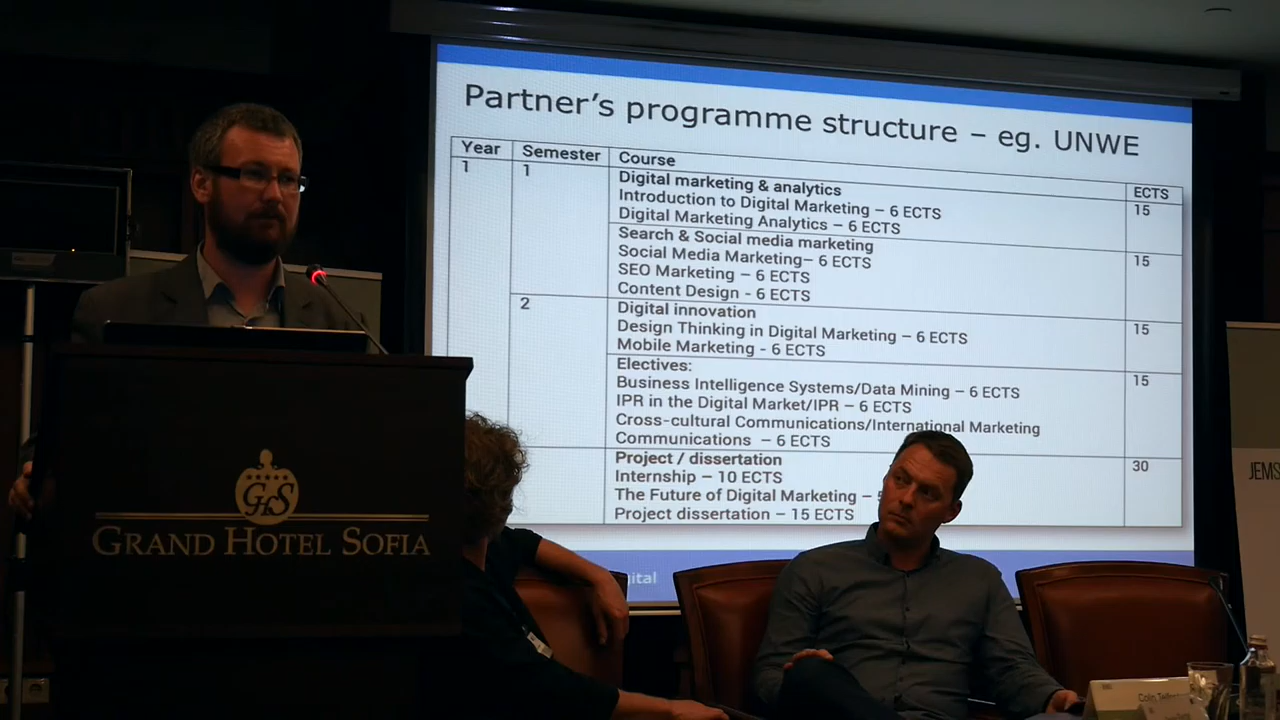 Partner's programme structure – eg. UNWE
Year Semester Course ECTS
1 1 Digital marketing & analytics 15
Introduction to Digital Marketing – 6 ECTS
Digital Marketing Analytics – 6 ECTS
Search & Social media marketing 15
Social Media Marketing– 6 ECTS
SEO Marketing – 6 ECTS
Content Design - 6 ECTS
2 Digital innovation 15
Design Thinking in Digital Marketing – 6 ECTS
Mobile Marketing - 6 ECTS
Electives: 15
Business Intelligence Systems/Data Mining – 6 ECTS
IPR in the Digital Market/IPR – 6 ECTS
Cross-cultural Communications/International Marketing
Communications – 6 ECTS
Project / dissertation 30
Internship – 10 ECTS
The Future of Digital Marketing –
Project dissertation – 15 ECTS
GHS
GRAND HOTEL SOFIA
gital
JEMS
Colin